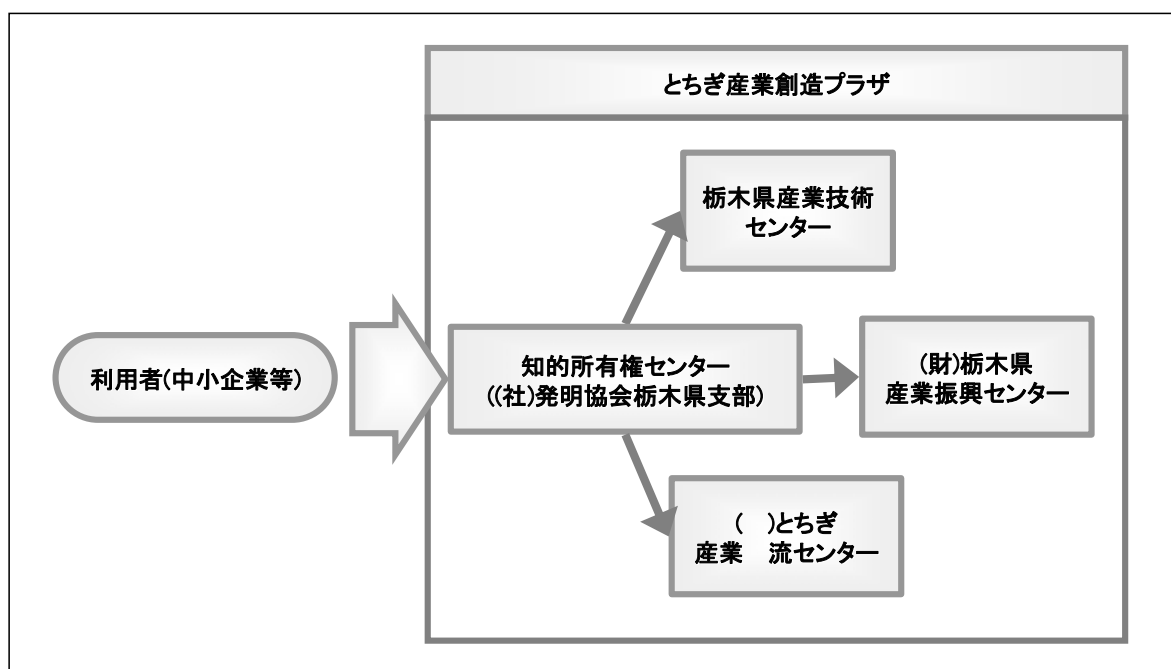 とちぎ産業創造プラザ
栃木県産業技術
センター
利用者(中小企業等)
知的所有権センター
((社)発明協会栃木県支部)
(財)栃木県
産業振興センター
(　)とちぎ
産業　流センター